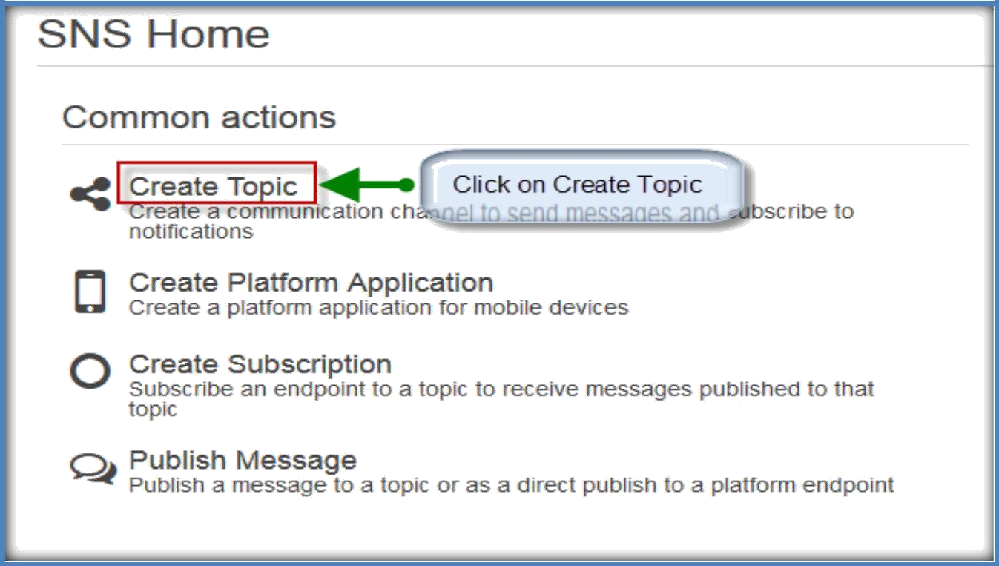 SNS Home
Common actions
Create Topic
Click on Create Topic
Create a communication channel to send messages and subscribe to
notifications
Create Platform Application
Create a platform application for mobile devices
Create Subscription
Subscribe an endpoint to a topic to receive messages published to that
topic
Publish Message
Publish a message to a topic or as a direct publish to a platform endpoint